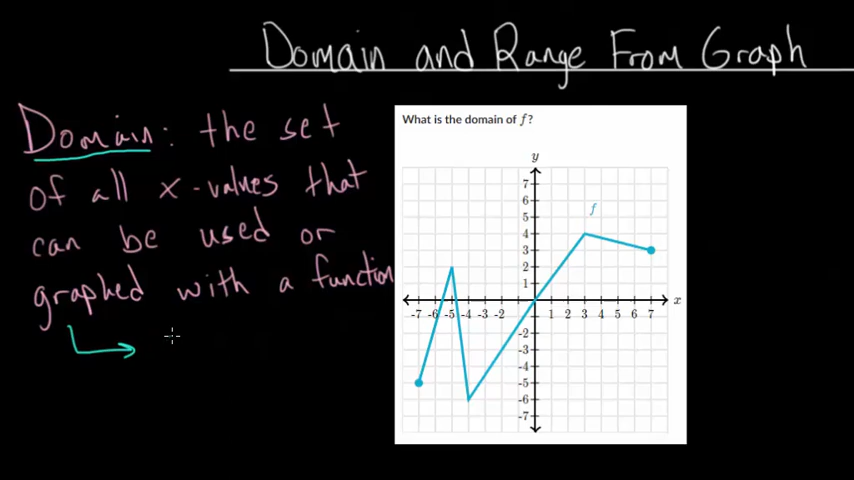 Domain and Range From Graph
Domain: the set
of all x-values that
can be used or
graphed with a function
What is the domain of f?
y
7
6
5
f
4
3
2
1
-7 -6 -5 -4 -3 -2 1 2 3 4 5 6 7 x
-2
-3
-4
-5
-6
-7